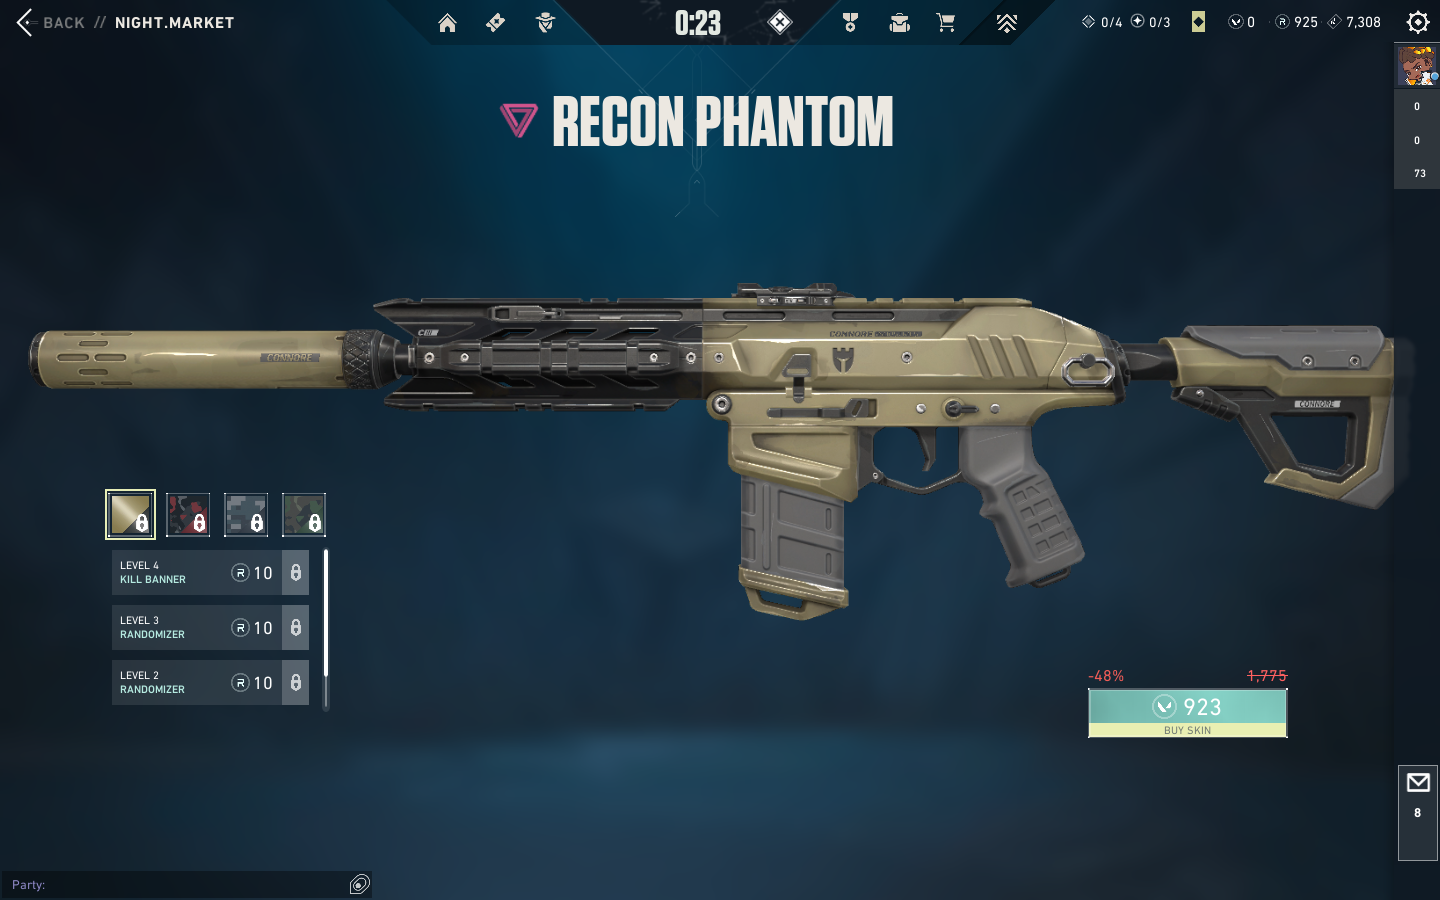 BACK // NIGHT.MARKET
0:23
0/4 0/3 0 925 7,308
RECON PHANTOM
0
0
73
CONNORE
CONNORE
CONNORE
LEVEL 4
KILL BANNER
R 10
LEVEL 3
RANDOMIZER
R 10
LEVEL 2
RANDOMIZER
R 10
-48% 1,775
923
BUY SKIN
8
Party: